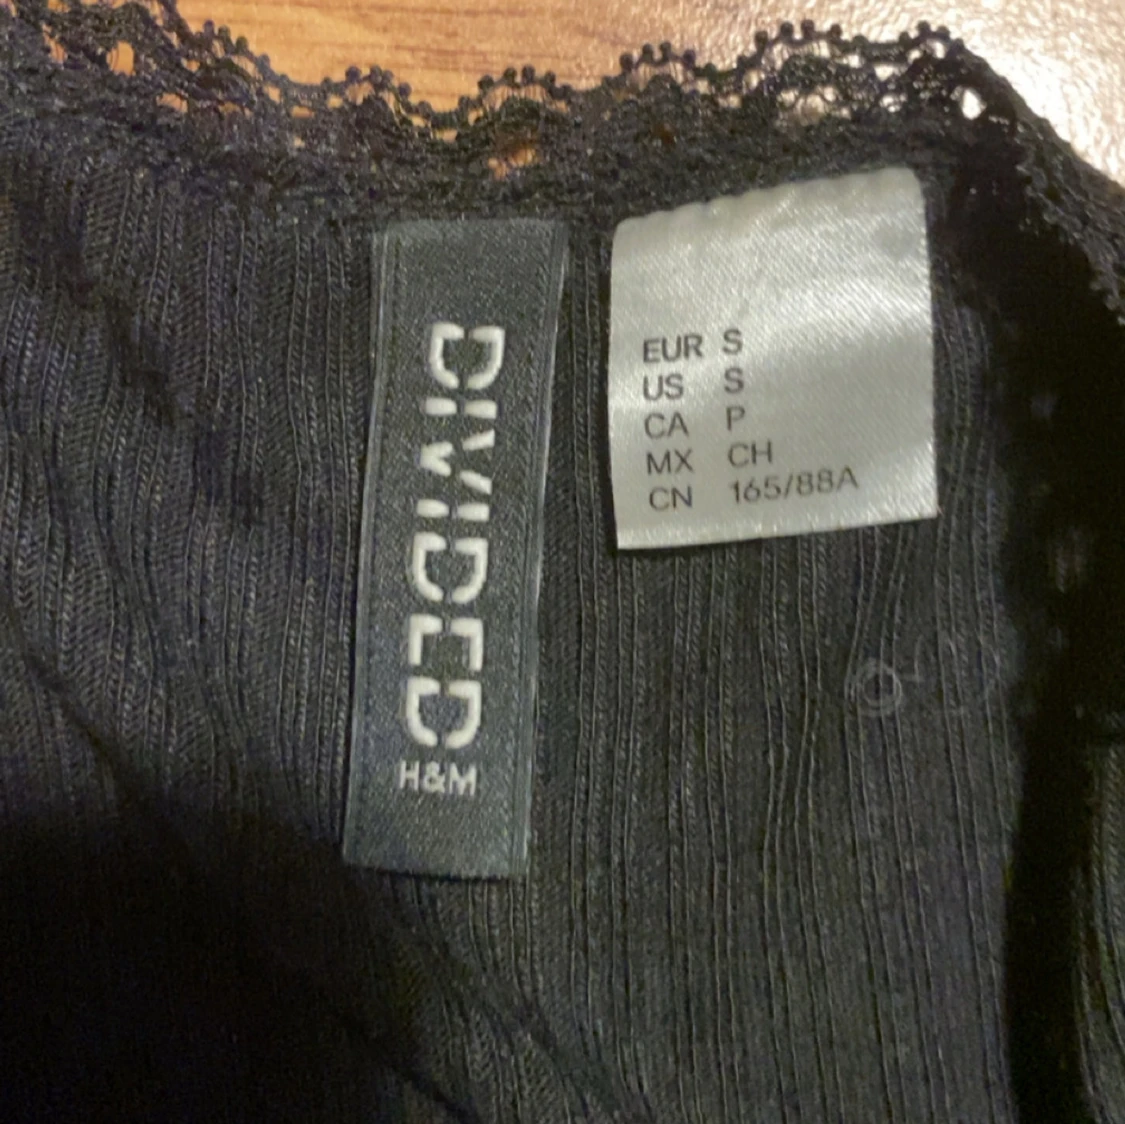 DIVIDED
H&M
EUR S
US S
CA P
MX CH
CN 165/88A